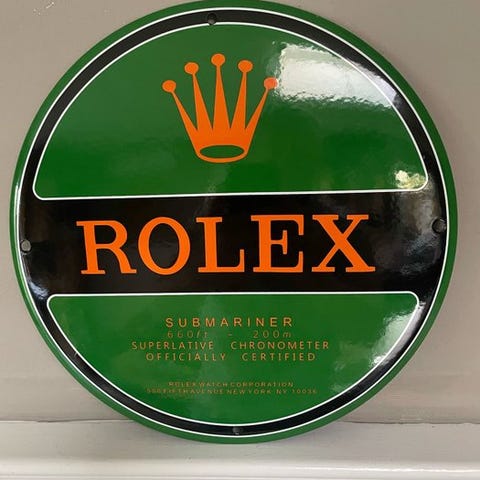 ROLEX
SUBMARINER
660ft - 200m
SUPERLATIVE CHRONOMETER
OFFICIALLY CERTIFIED
ROLEX WATCH CORPORATION
580 FIFTH AVENUE NEW YORK NY 10036